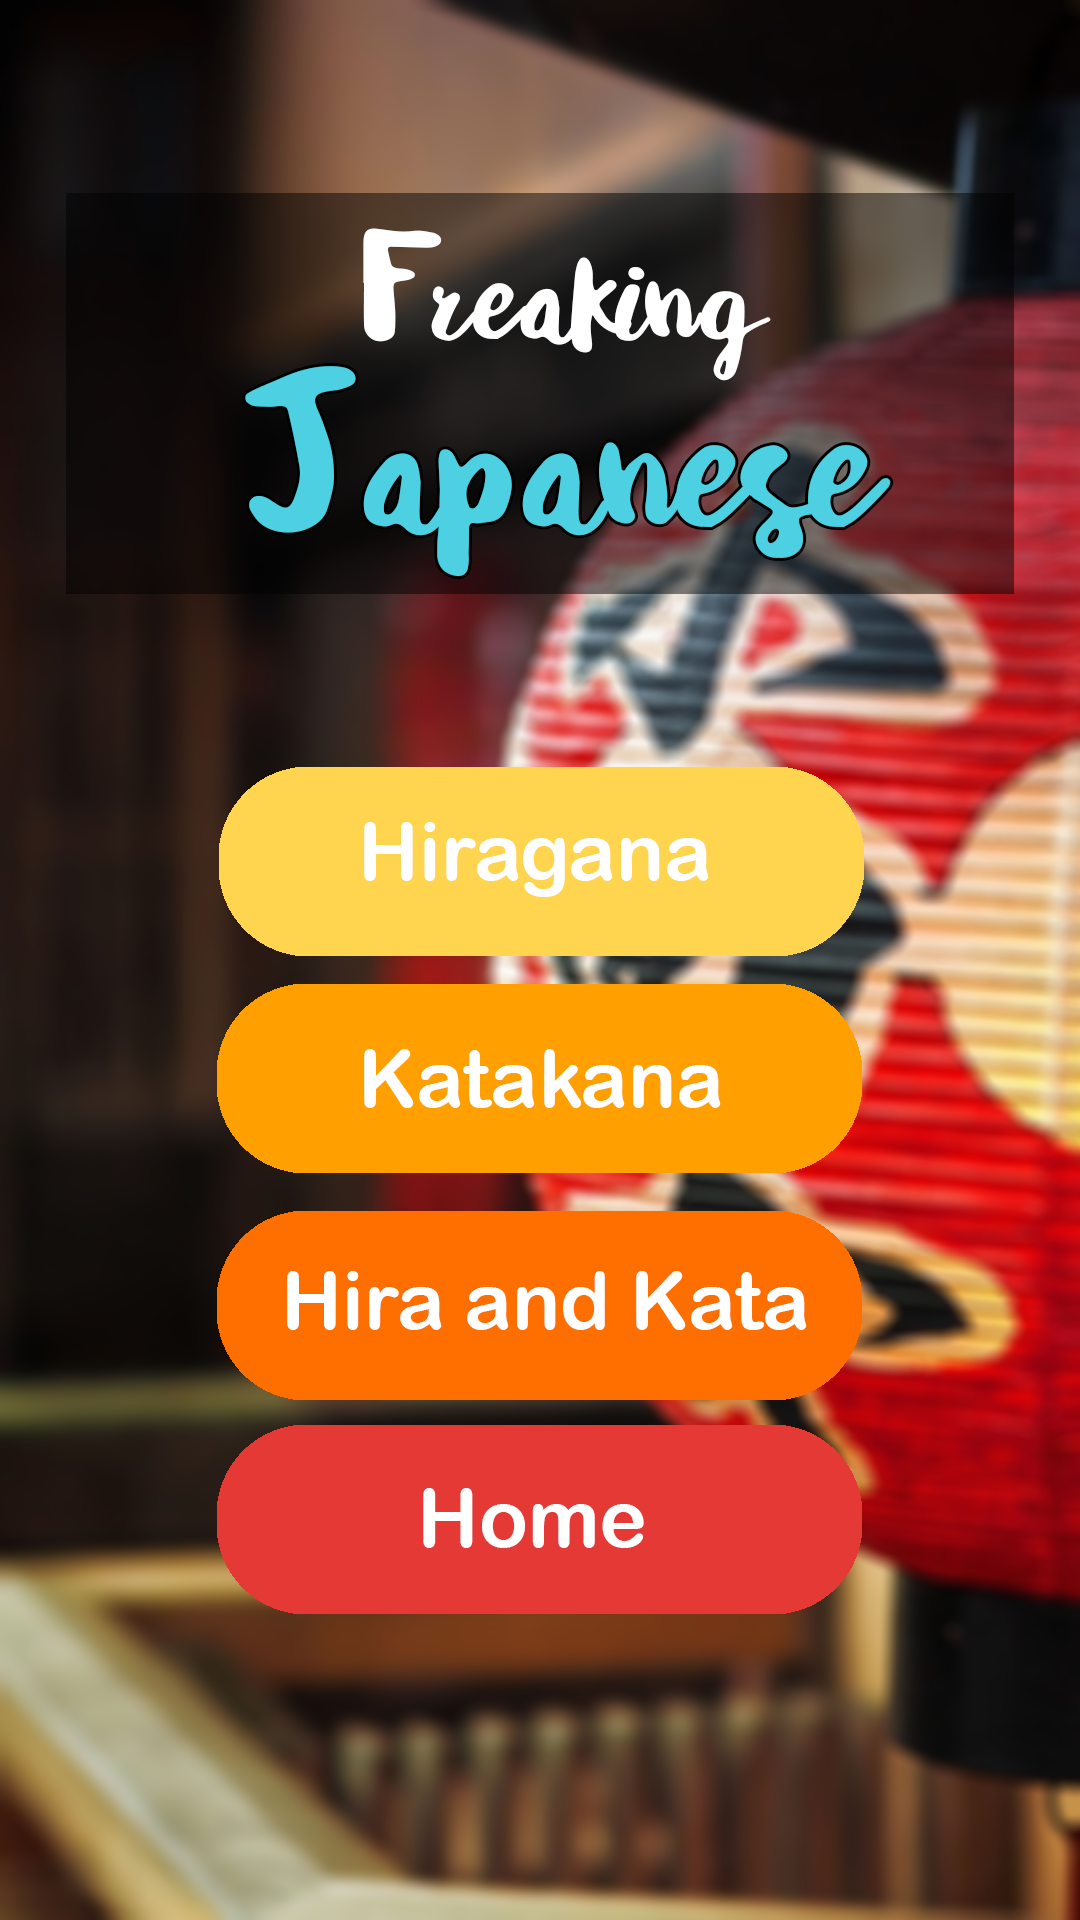 Freaking
Japanese
Hiragana
Katakana
Hira and Kata
Home